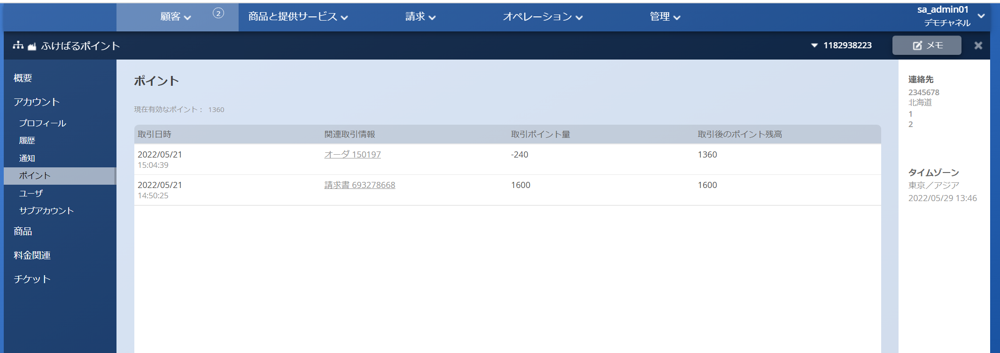 顧客 2 商品と提供サービス 請求 オペレーション 管理 sa_admin01
デモチャネル
ふけばるポイント 1182938223 メモ
概要
アカウント
プロフィール
履歴
通知
ポイント
ユーザ
サブアカウント
商品
料金関連
チケット
ポイント
現在有効なポイント： 1360
取引日時 関連取引情報 取引ポイント量 取引後のポイント残高
2022/05/21 オーダ 150197 -240 1360
15:04:39
2022/05/21 請求書 693278668 1600 1600
14:50:25
連絡先
2345678
北海道
1
2
タイムゾーン
東京／アジア
2022/05/29 13:46